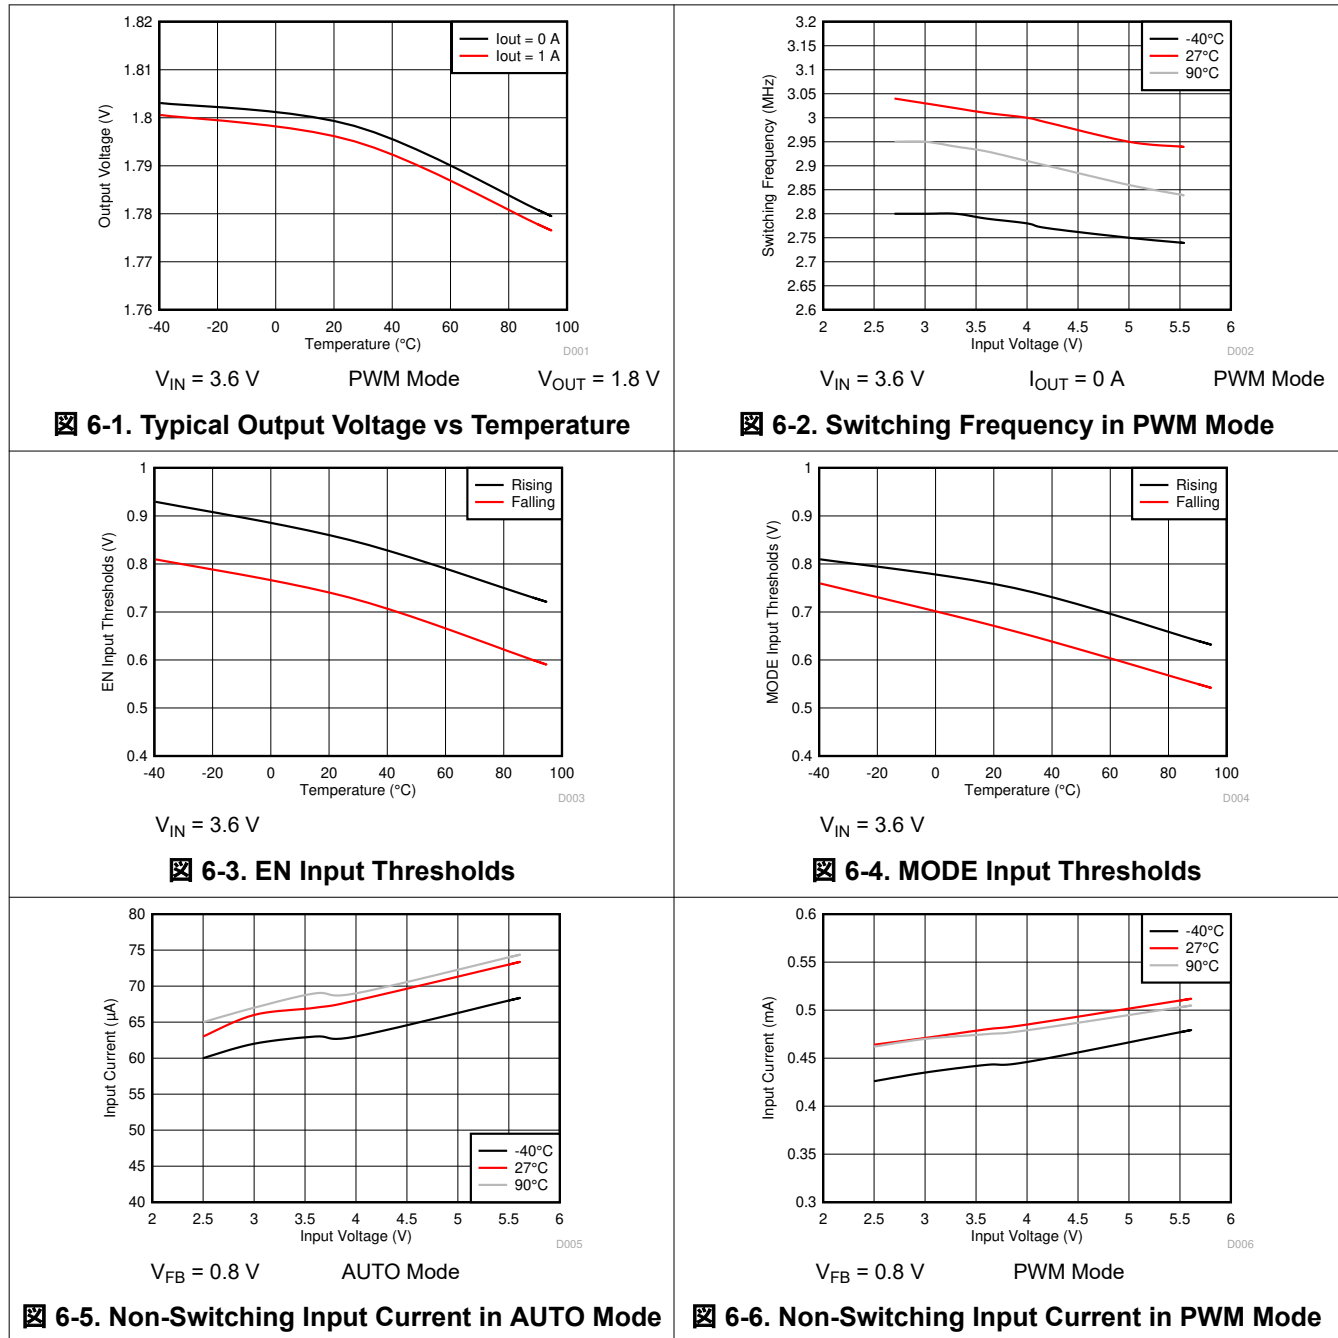 1.82
1.81
1.8
1.79
1.78
1.77
1.76
-40 -20 0 20 40 60 80 100
Output Voltage (V)
Temperature (°C)
Iout = 0 A
Iout = 1 A
D001
VIN = 3.6 V PWM Mode VOUT = 1.8 V
図 6-1. Typical Output Voltage vs Temperature
3.2
3.15
3.1
3.05
3
2.95
2.9
2.85
2.8
2.75
2.7
2.65
2.6
2 2.5 3 3.5 4 4.5 5 5.5 6
Switching Frequency (MHz)
Input Voltage (V)
-40°C
27°C
90°C
D002
VIN = 3.6 V IOUT = 0 A PWM Mode
図 6-2. Switching Frequency in PWM Mode
1
0.9
0.8
0.7
0.6
0.5
0.4
-40 -20 0 20 40 60 80 100
EN Input Thresholds (V)
Temperature (°C)
Rising
Falling
D003
VIN = 3.6 V
図 6-3. EN Input Thresholds
1
0.9
0.8
0.7
0.6
0.5
0.4
-40 -20 0 20 40 60 80 100
MODE Input Thresholds (V)
Temperature (°C)
Rising
Falling
D004
VIN = 3.6 V
図 6-4. MODE Input Thresholds
80
75
70
65
60
55
50
45
40
2 2.5 3 3.5 4 4.5 5 5.5 6
Input Current (µA)
Input Voltage (V)
-40°C
27°C
90°C
D005
VFB = 0.8 V AUTO Mode
図 6-5. Non-Switching Input Current in AUTO Mode
0.6
0.55
0.5
0.45
0.4
0.35
0.3
2 2.5 3 3.5 4 4.5 5 5.5 6
Input Current (mA)
Input Voltage (V)
-40°C
27°C
90°C
D006
VFB = 0.8 V PWM Mode
図 6-6. Non-Switching Input Current in PWM Mode